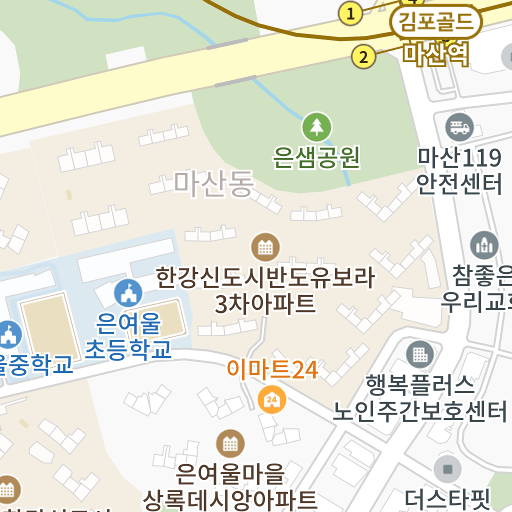 1
4
김포골드
마산역
2
은샘공원
마산119
안전센터
마산동
한강신도시반도유보라
3차아파트
참좋은
우리교회
은여울
초등학교
울중학교
이마트24
24
행복플러스
노인주간보호센터
은여울마을
상록데시앙아파트
더스타핏